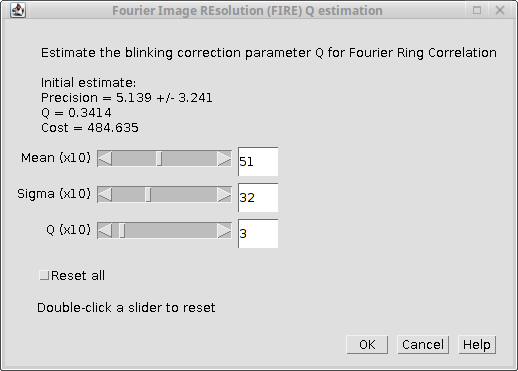 Fourier Image REsolution (FIRE) Q estimation
Estimate the blinking correction parameter Q for Fourier Ring Correlation
Initial estimate:
Precision = 5.139 +/- 3.241
Q = 0.3414
Cost = 484.635
Mean (x10) 51
Sigma (x10) 32
Q (x10) 3
Reset all
Double-click a slider to reset
OK Cancel Help